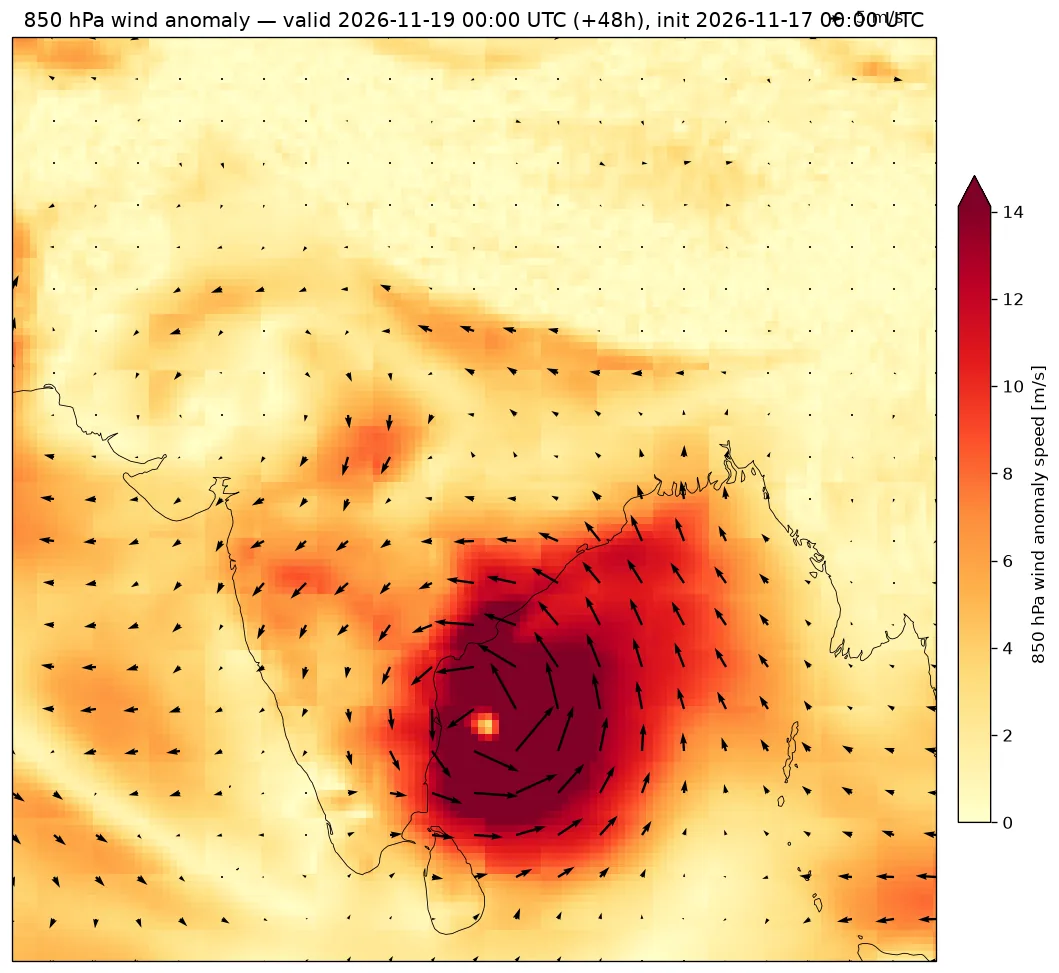 850 hPa wind anomaly — valid 2026-11-19 00:00 UTC (+48h), init 2026-11-17 00:00 UTC
5 m/s
14
12
10
8
6
4
2
0
850 hPa wind anomaly speed [m/s]